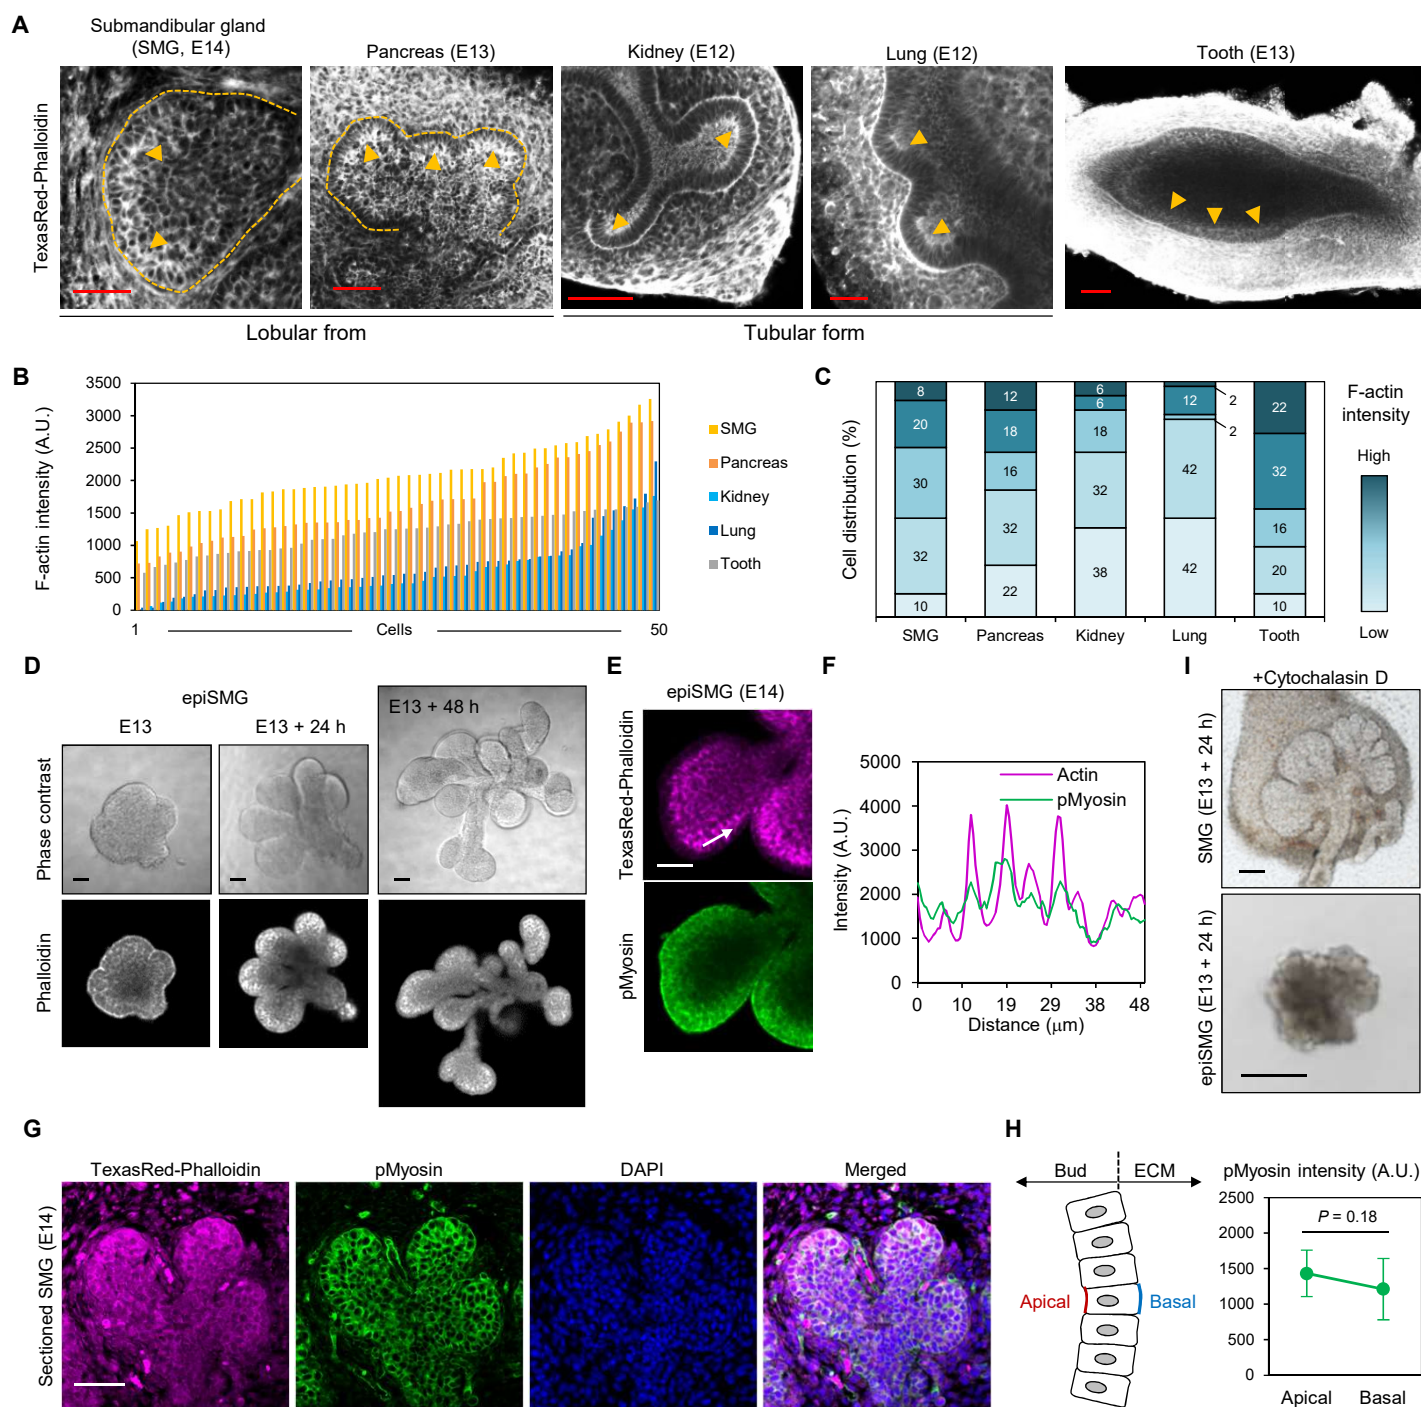 A
Submandibular gland
(SMG, E14)
Pancreas (E13)
Kidney (E12)
Lung (E12)
Tooth (E13)
TexasRed-Phalloidin
Lobular from
Tubular form
B
F-actin intensity (A.U.)
3500
3000
2500
2000
1500
1000
500
0
1
Cells
50
SMG
Pancreas
Kidney
Lung
Tooth
C
Cell distribution (%)
8
20
30
32
10
12
18
16
32
22
6
6
18
32
38
2
12
2
42
42
22
32
16
20
10
SMG
Pancreas
Kidney
Lung
Tooth
F-actin
intensity
High
Low
D
epiSMG
E13
E13 + 24 h
E13 + 48 h
Phase contrast
Phalloidin
E
epiSMG (E14)
TexasRed-Phalloidin
pMyosin
F
Intensity (A.U.)
5000
4000
3000
2000
1000
0
Actin
pMyosin
0
10
19
29
38
48
Distance (μm)
I
+Cytochalasin D
SMG (E13 + 24 h)
epiSMG (E13 + 24 h)
G
TexasRed-Phalloidin
pMyosin
DAPI
Merged
Sectioned SMG (E14)
H
Bud
ECM
Apical
Basal
pMyosin intensity (A.U.)
2500
2000
1500
1000
500
0
P = 0.18
Apical
Basal